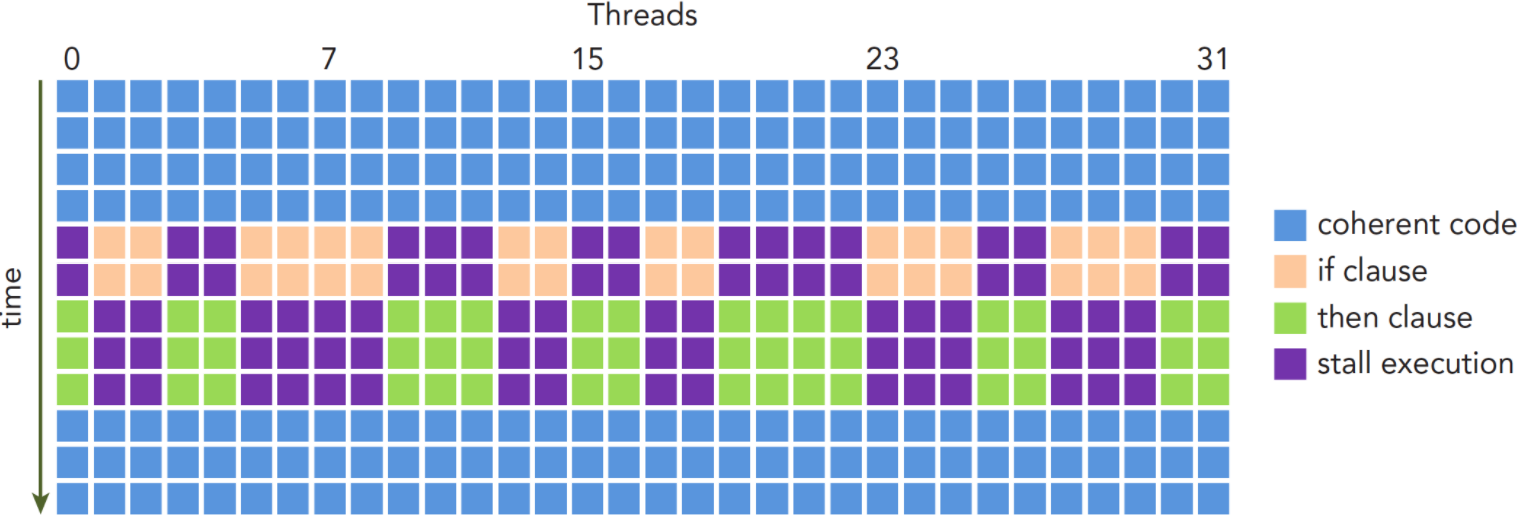 Threads
0 7 15 23 31
time
coherent code
if clause
then clause
stall execution